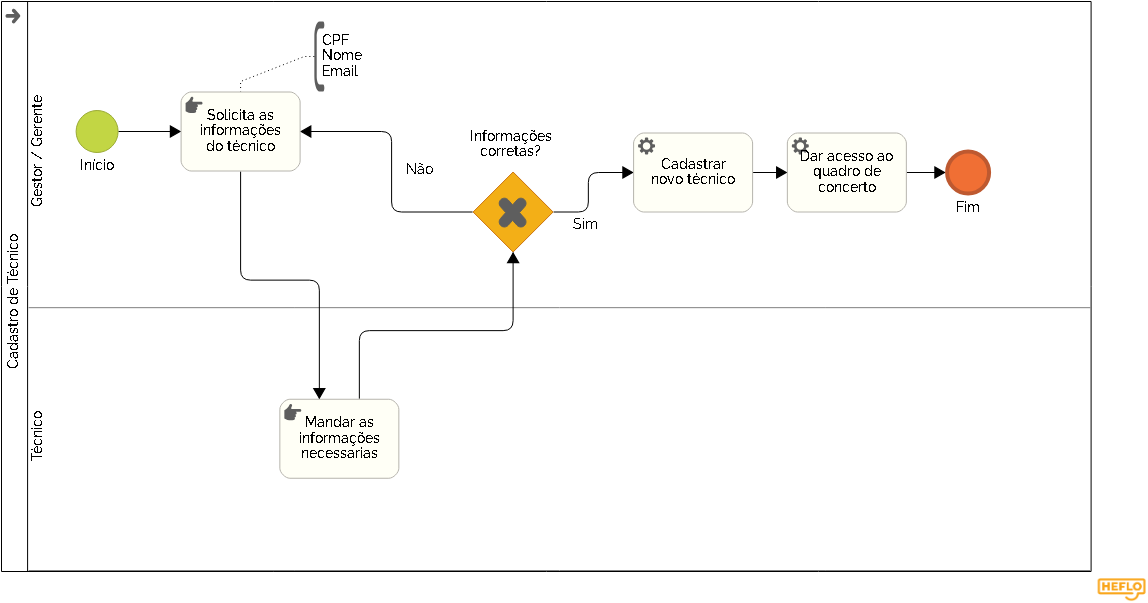 Cadastro de Técnico
Gestor / Gerente
CPF
Nome
Email
Início
Solicita as
informações
do técnico
Não
Informações
corretas?
Sim
Cadastrar
novo técnico
Dar acesso ao
quadro de
concerto
Fim
Técnico
Mandar as
informações
necessarias
HEFLO